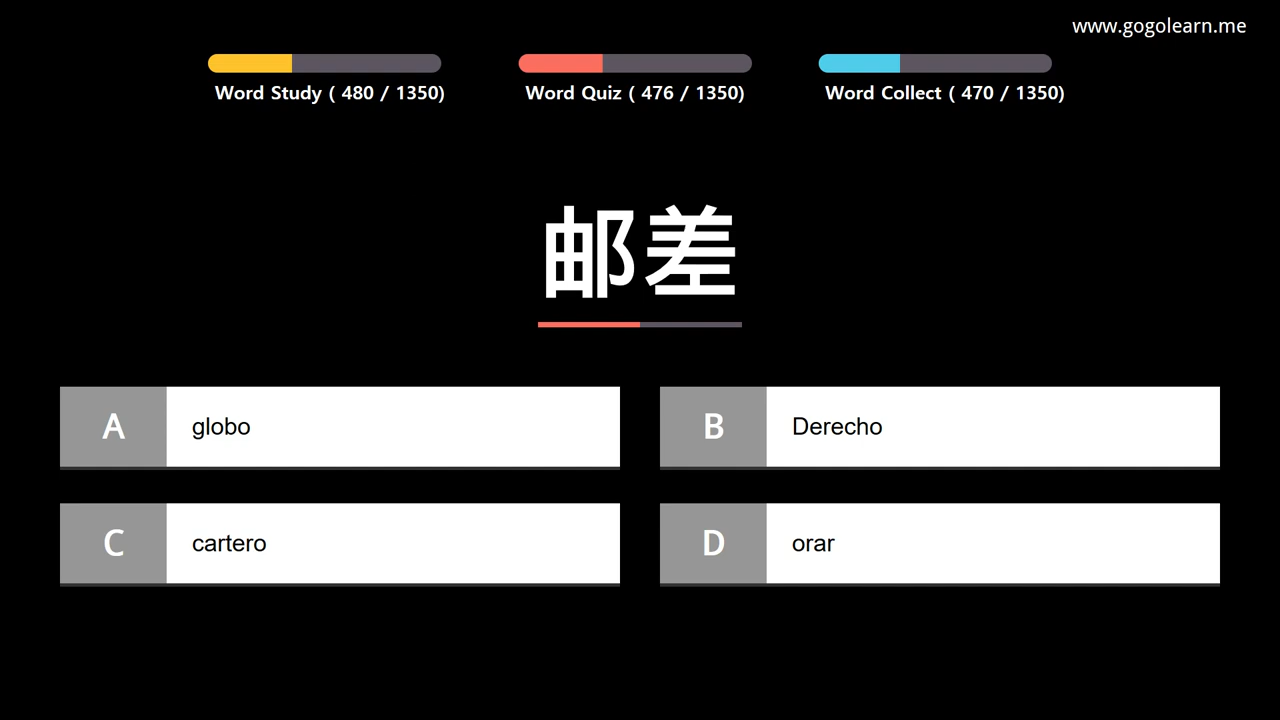 www.gogolearn.me
Word Study ( 480 / 1350)
Word Quiz ( 476 / 1350)
Word Collect ( 470 / 1350)
邮差
A globo
B Derecho
C cartero
D orar